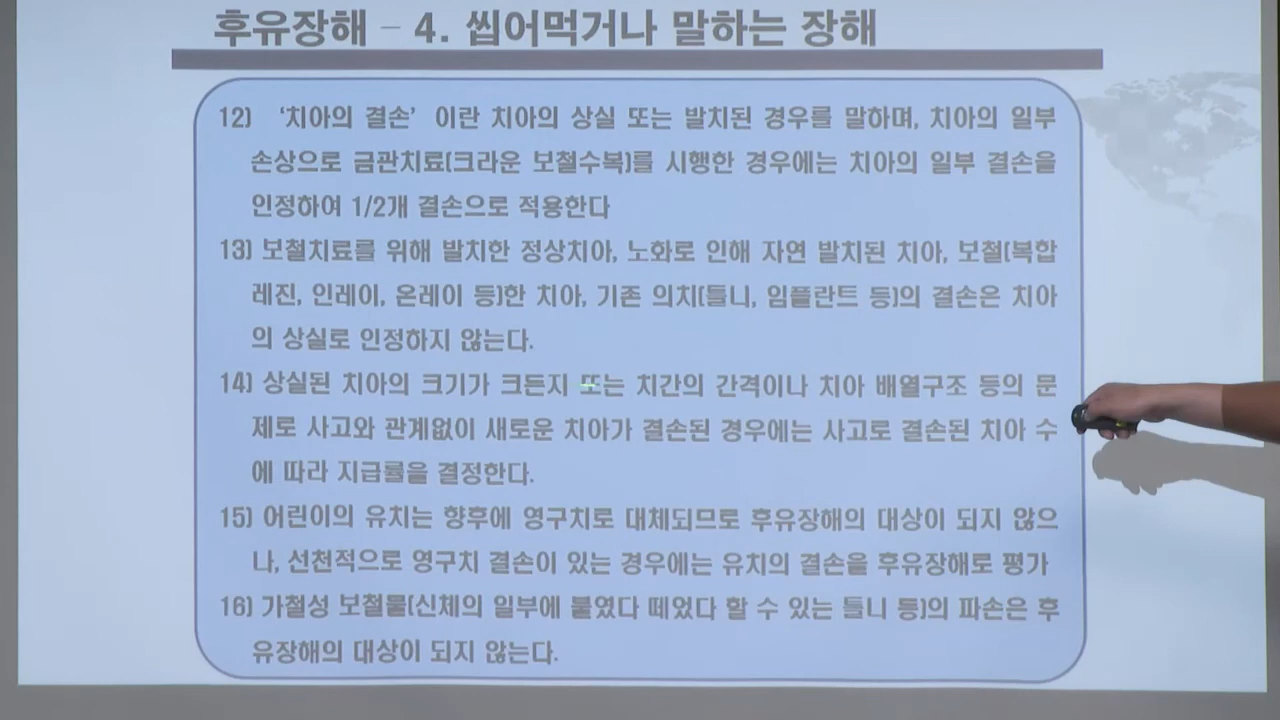 후유장해 – 4. 씹어먹거나 말하는 장해
12) ‘치아의 결손’ 이란 치아의 상실 또는 발치된 경우를 말하며, 치아의 일부
손상으로 금관치료(크라운 보철수복)를 시행한 경우에는 치아의 일부 결손을
인정하여 1/2개 결손으로 적용한다
13) 보철치료를 위해 발치한 정상치아, 노화로 인해 자연 발치된 치아, 보철(복합
레진, 인레이, 온레이 등)한 치아, 기존 의치(틀니, 임플란트 등)의 결손은 치아
의 상실로 인정하지 않는다.
14) 상실된 치아의 크기가 크든지 또는 치간의 간격이나 치아 배열구조 등의 문
제로 사고와 관계없이 새로운 치아가 결손된 경우에는 사고로 결손된 치아 수
에 따라 지급률을 결정한다.
15) 어린이의 유치는 향후에 영구치로 대체되므로 후유장해의 대상이 되지 않으
나, 선천적으로 영구치 결손이 있는 경우에는 유치의 결손을 후유장해로 평가
16) 가철성 보철물(신체의 일부에 붙였다 떼었다 할 수 있는 틀니 등)의 파손은 후
유장해의 대상이 되지 않는다.